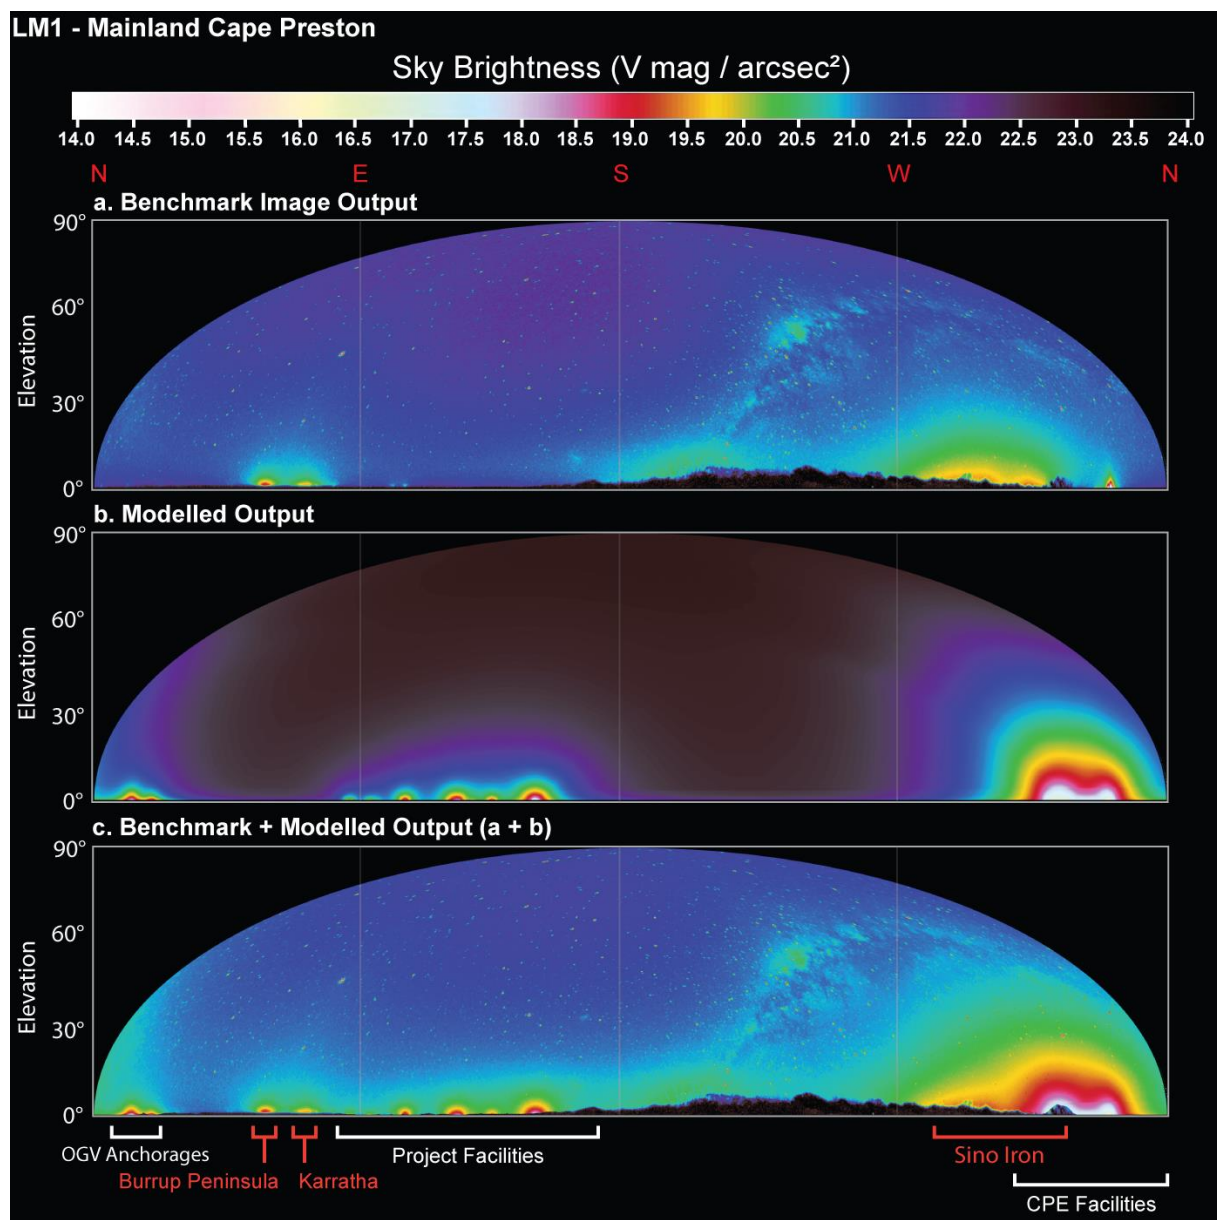 LM1 - Mainland Cape Preston
Sky Brightness (V mag / arcsec²)
14.0 14.5 15.0 15.5 16.0 16.5 17.0 17.5 18.0 18.5 19.0 19.5 20.0 20.5 21.0 21.5 22.0 22.5 23.0 23.5 24.0
N E S W N
a. Benchmark Image Output
90°
60°
30°
0°
Elevation
b. Modelled Output
90°
60°
30°
0°
Elevation
c. Benchmark + Modelled Output (a + b)
90°
60°
30°
0°
Elevation
OGV Anchorages
Project Facilities
Sino Iron
Burrup Peninsula
Karratha
CPE Facilities